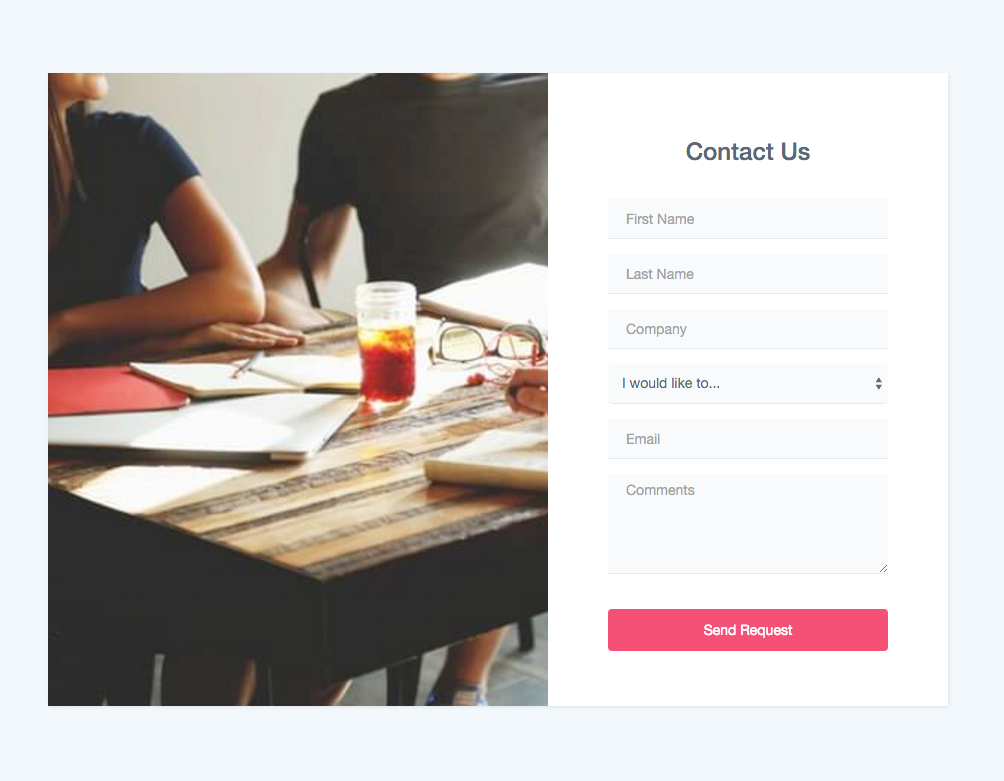 Contact Us
First Name
Last Name
Company
I would like to...
Email
Comments
Send Request